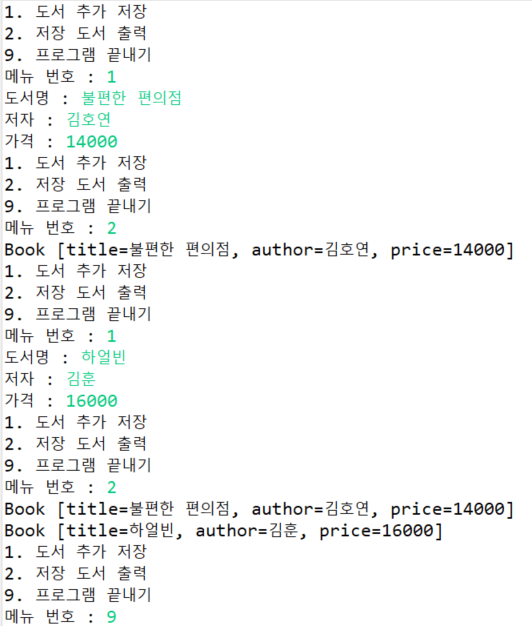 1. 도서 추가 저장
2. 저장 도서 출력
9. 프로그램 끝내기
메뉴 번호 : 1
도서명 : 불편한 편의점
저자 : 김호연
가격 : 14000
1. 도서 추가 저장
2. 저장 도서 출력
9. 프로그램 끝내기
메뉴 번호 : 2
Book [title=불편한 편의점, author=김호연, price=14000]
1. 도서 추가 저장
2. 저장 도서 출력
9. 프로그램 끝내기
메뉴 번호 : 1
도서명 : 하얼빈
저자 : 김훈
가격 : 16000
1. 도서 추가 저장
2. 저장 도서 출력
9. 프로그램 끝내기
메뉴 번호 : 2
Book [title=불편한 편의점, author=김호연, price=14000]
Book [title=하얼빈, author=김훈, price=16000]
1. 도서 추가 저장
2. 저장 도서 출력
9. 프로그램 끝내기
메뉴 번호 : 9